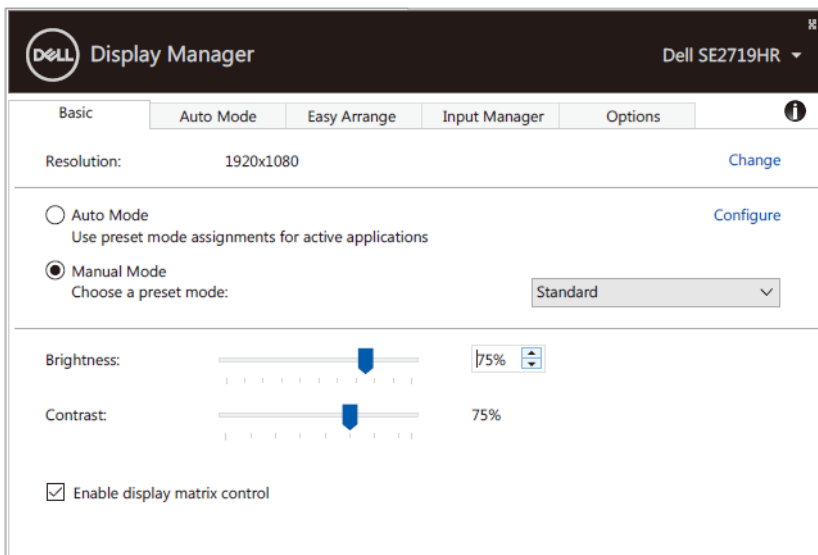 DELL Display Manager
Dell SE2719HR
Basic Auto Mode Easy Arrange Input Manager Options
Resolution: 1920x1080 Change
Auto Mode Configure
Use preset mode assignments for active applications
Manual Mode
Choose a preset mode: Standard
Brightness: 75%
Contrast: 75%
Enable display matrix control